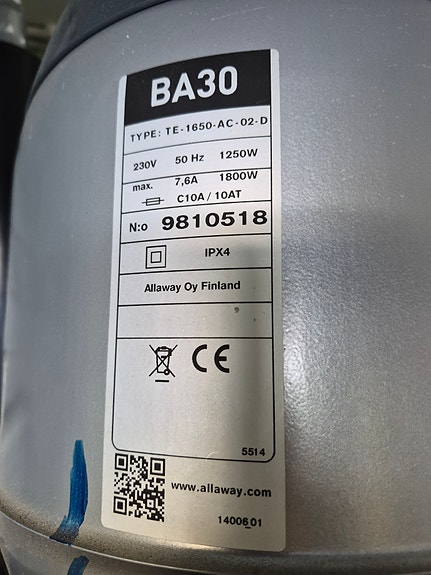 BA30
TYPE: TE-1650-AC-02-D
230V 50 Hz 1250W
max. 7,6A 1800W
C10A / 10AT
N:o 9810518
IPX4
Allaway Oy Finland
CE
5514
www.allaway.com
14006_01